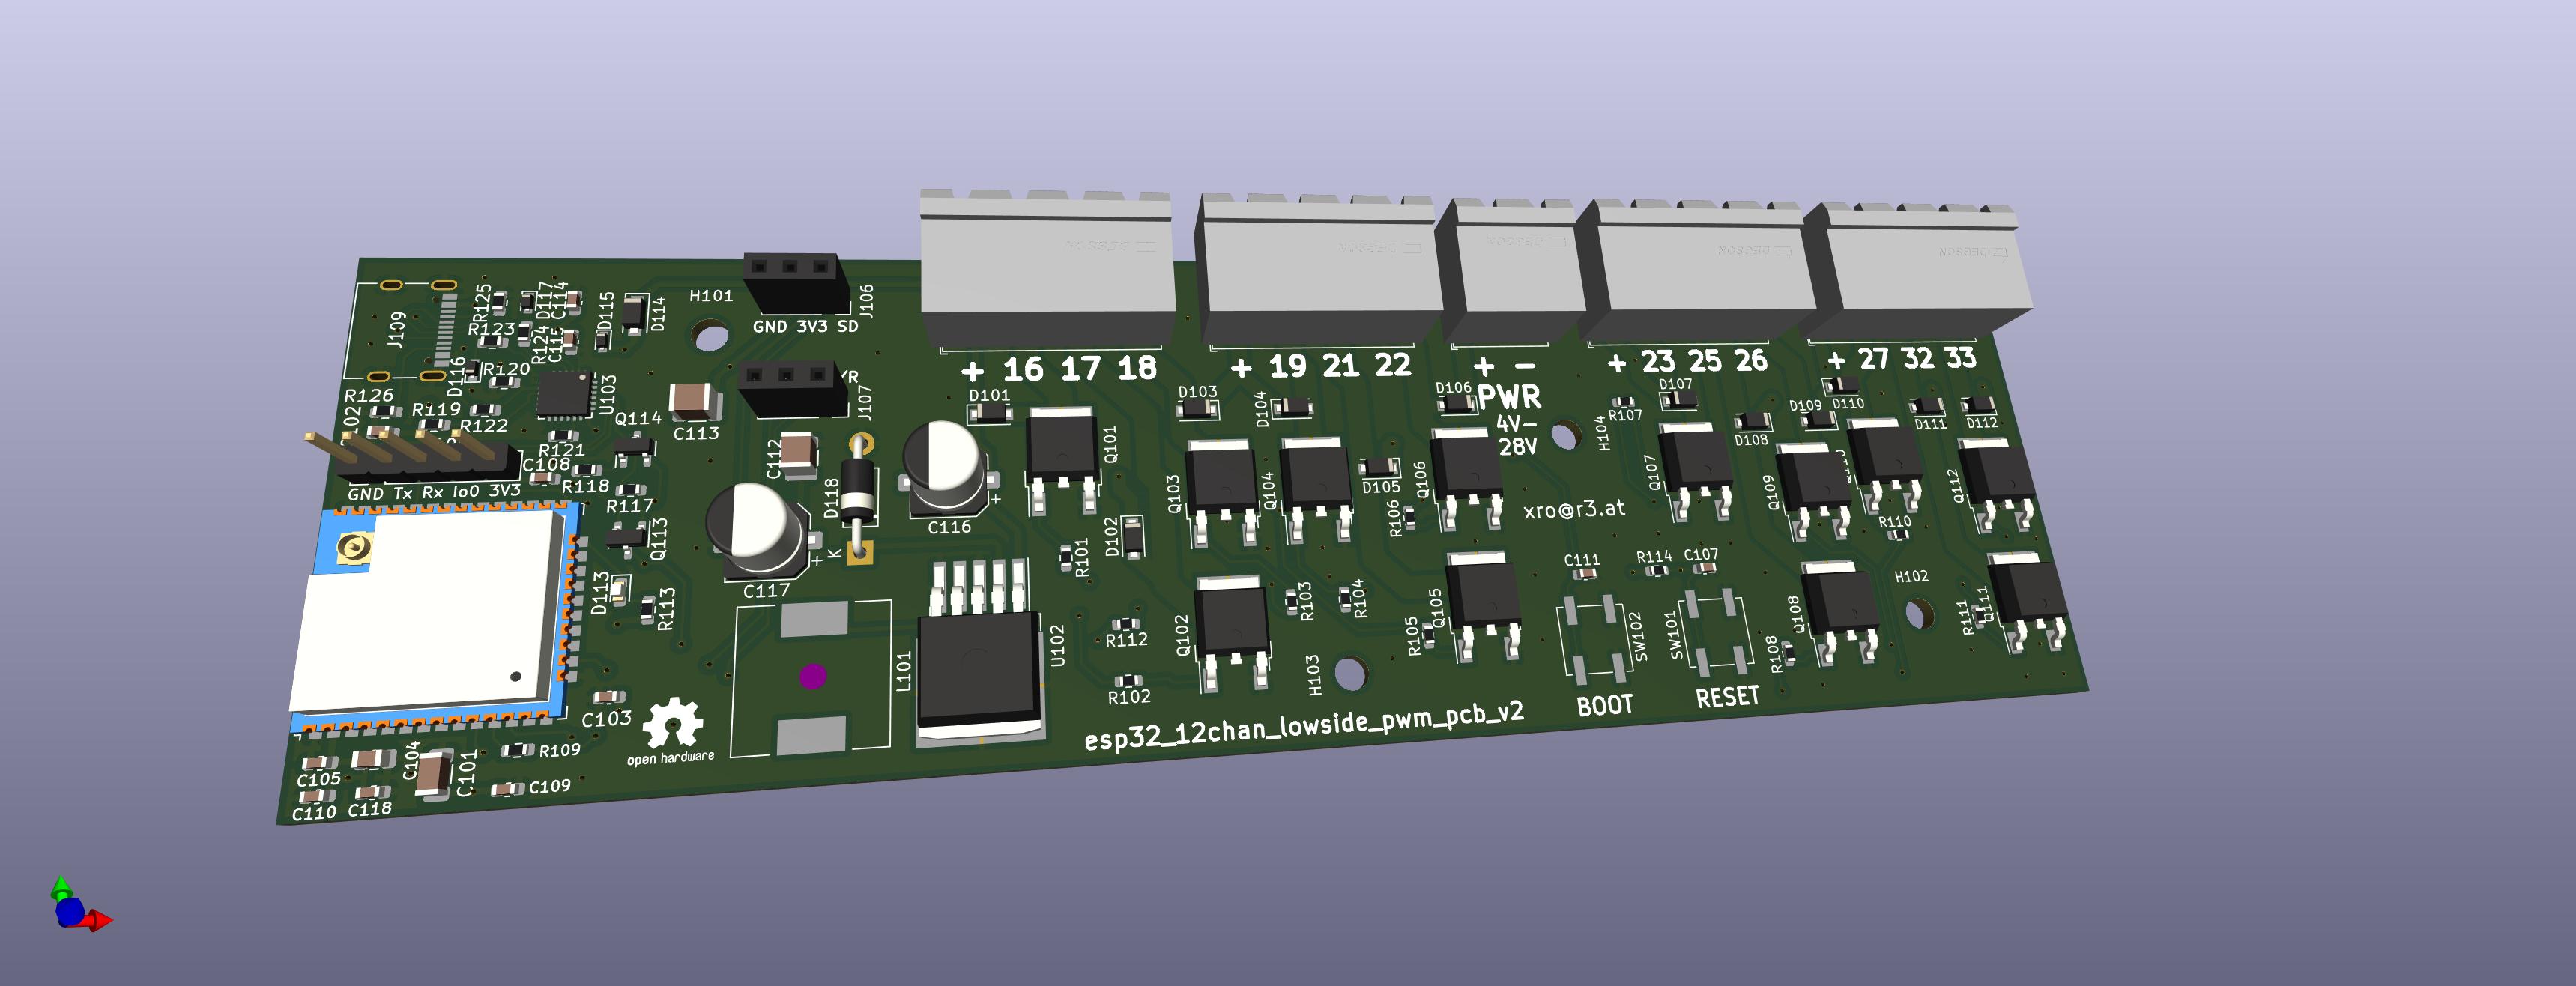 H101
J106
GND 3V3 SD
J109
R125
D117
C114
D115
D114
R123
R124
C115
D116
R120
U103
J107
R126
R119
R122
Q114
C113
R121
C108
R118
GND Tx Rx Io0 3V3
R117
Q113
D113
R113
C112
D118
K
C117
+
C116
+
+ 16 17 18
+ 19 21 22
+ -
PWR
4V-
28V
+ 23 25 26
+ 27 32 33
D101
Q101
D102
R101
D103
D104
Q103
Q104
D105
D106
Q106
R106
H104
R107
D107
D108
D109
D110
D111
D112
Q107
Q109
Q112
R110
xro@r3.at
U102
L101
R112
R102
Q102
R103
R104
H103
R105
Q105
C111
R114
C107
SW102
SW101
R108
Q108
H102
R111
Q111
BOOT
RESET
esp32_12chan_lowside_pwm_pcb_v2
open hardware
C103
R109
C109
C104
C101
C105
C110
C118